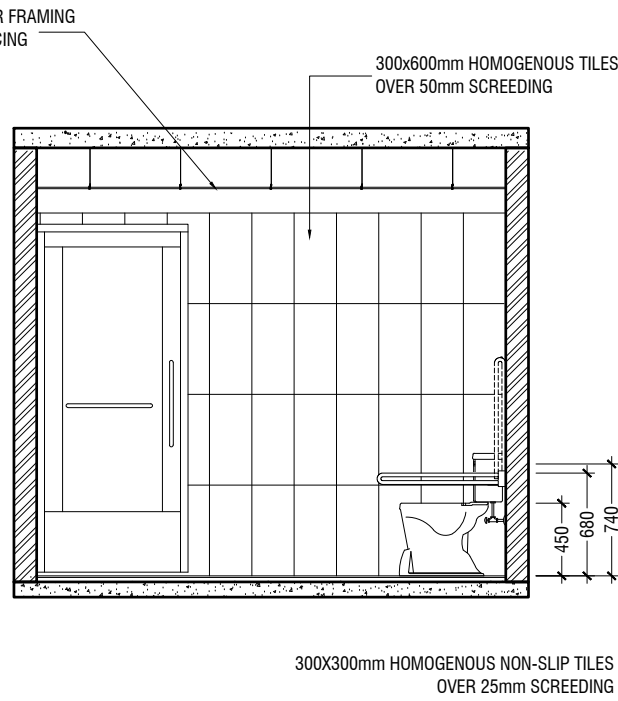 R FRAMING
CING
300x600mm HOMOGENOUS TILES
OVER 50mm SCREEDING
450
680
740
300X300mm HOMOGENOUS NON-SLIP TILES
OVER 25mm SCREEDING